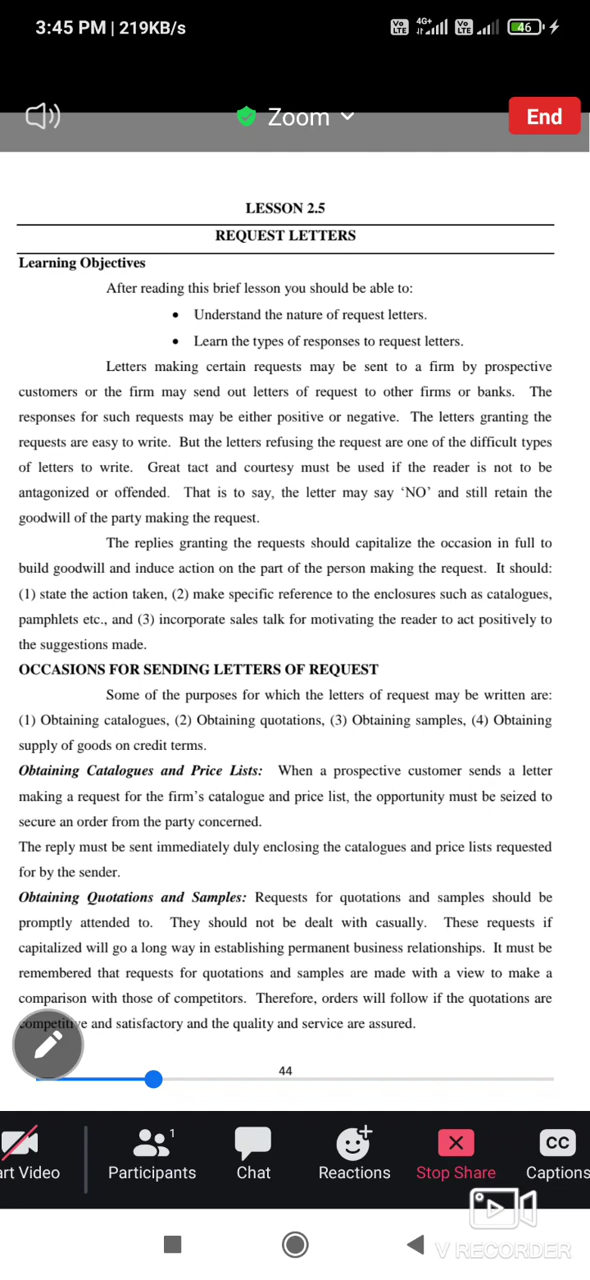 3:45 PM | 219KB/s
Vo LTE 4G+ Vo LTE 46
Zoom
End
LESSON 2.5
REQUEST LETTERS
Learning Objectives
After reading this brief lesson you should be able to:
• Understand the nature of request letters.
• Learn the types of responses to request letters.
Letters making certain requests may be sent to a firm by prospective
customers or the firm may send out letters of request to other firms or banks. The
responses for such requests may be either positive or negative. The letters granting the
requests are easy to write. But the letters refusing the request are one of the difficult types
of letters to write. Great tact and courtesy must be used if the reader is not to be
antagonized or offended. That is to say, the letter may say ‘NO’ and still retain the
goodwill of the party making the request.
The replies granting the requests should capitalize the occasion in full to
build goodwill and induce action on the part of the person making the request. It should:
(1) state the action taken, (2) make specific reference to the enclosures such as catalogues,
pamphlets etc., and (3) incorporate sales talk for motivating the reader to act positively to
the suggestions made.
OCCASIONS FOR SENDING LETTERS OF REQUEST
Some of the purposes for which the letters of request may be written are:
(1) Obtaining catalogues, (2) Obtaining quotations, (3) Obtaining samples, (4) Obtaining
supply of goods on credit terms.
Obtaining Catalogues and Price Lists: When a prospective customer sends a letter
making a request for the firm’s catalogue and price list, the opportunity must be seized to
secure an order from the party concerned.
The reply must be sent immediately duly enclosing the catalogues and price lists requested
for by the sender.
Obtaining Quotations and Samples: Requests for quotations and samples should be
promptly attended to. They should not be dealt with casually. These requests if
capitalized will go a long way in establishing permanent business relationships. It must be
remembered that requests for quotations and samples are made with a view to make a
comparison with those of competitors. Therefore, orders will follow if the quotations are
competitive and satisfactory and the quality and service are assured.
44
art Video
Participants 1
Chat
Reactions
Stop Share
CC
Captions
V RECORDER